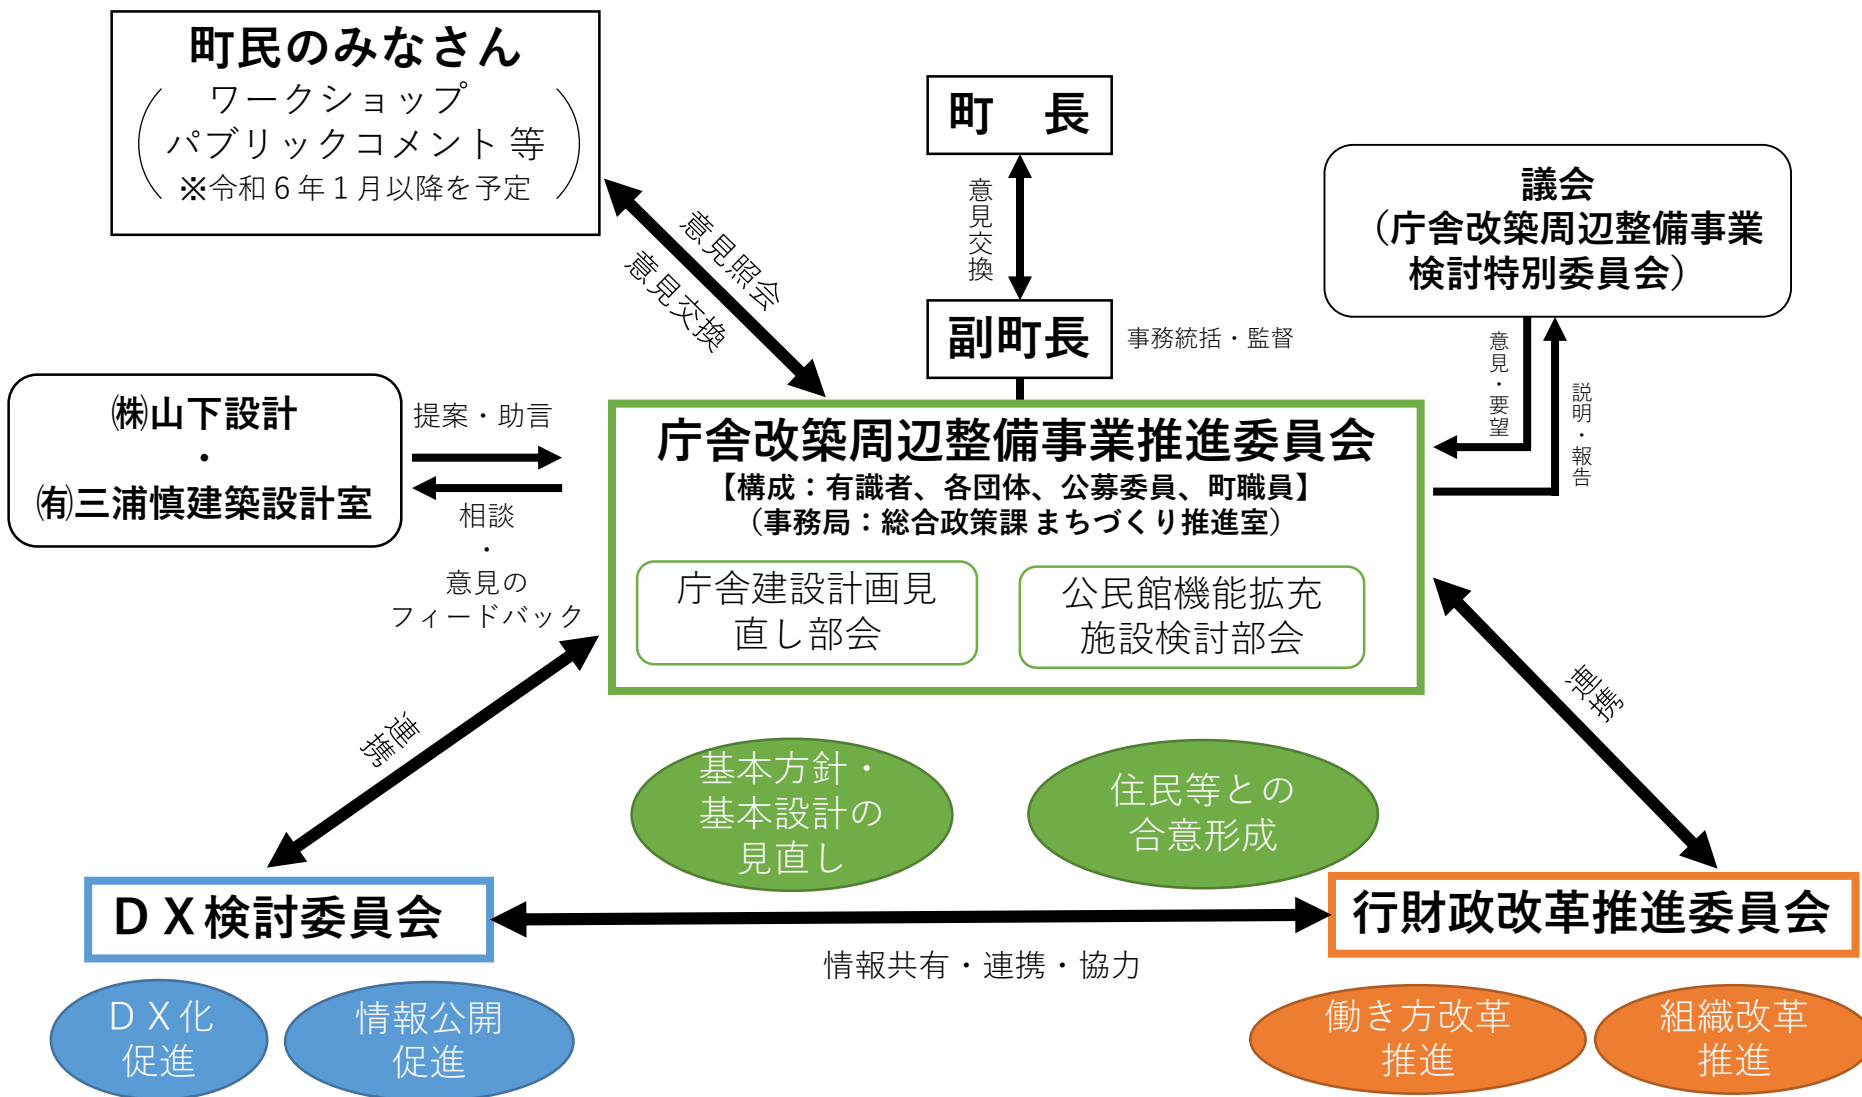 町民のみなさん
ワークショップ
パブリックコメント 等
※令和６年１月以降を予定
町　長
意見交換
副町長
事務統括・監督
議会
（庁舎改築周辺整備事業
検討特別委員会）
意見照会
意見交換
意見・要望
説明・報告
㈱山下設計
・
㈲三浦慎建築設計室
提案・助言
相談
・
意見の
フィードバック
庁舎改築周辺整備事業推進委員会
【構成：有識者、各団体、公募委員、町職員】
（事務局：総合政策課 まちづくり推進室）
庁舎建設計画見
直し部会
公民館機能拡充
施設検討部会
連携
連携
基本方針・
基本設計の
見直し
住民等との
合意形成
ＤＸ検討委員会
行財政改革推進委員会
情報共有・連携・協力
ＤＸ化
促進
情報公開
促進
働き方改革
推進
組織改革
推進